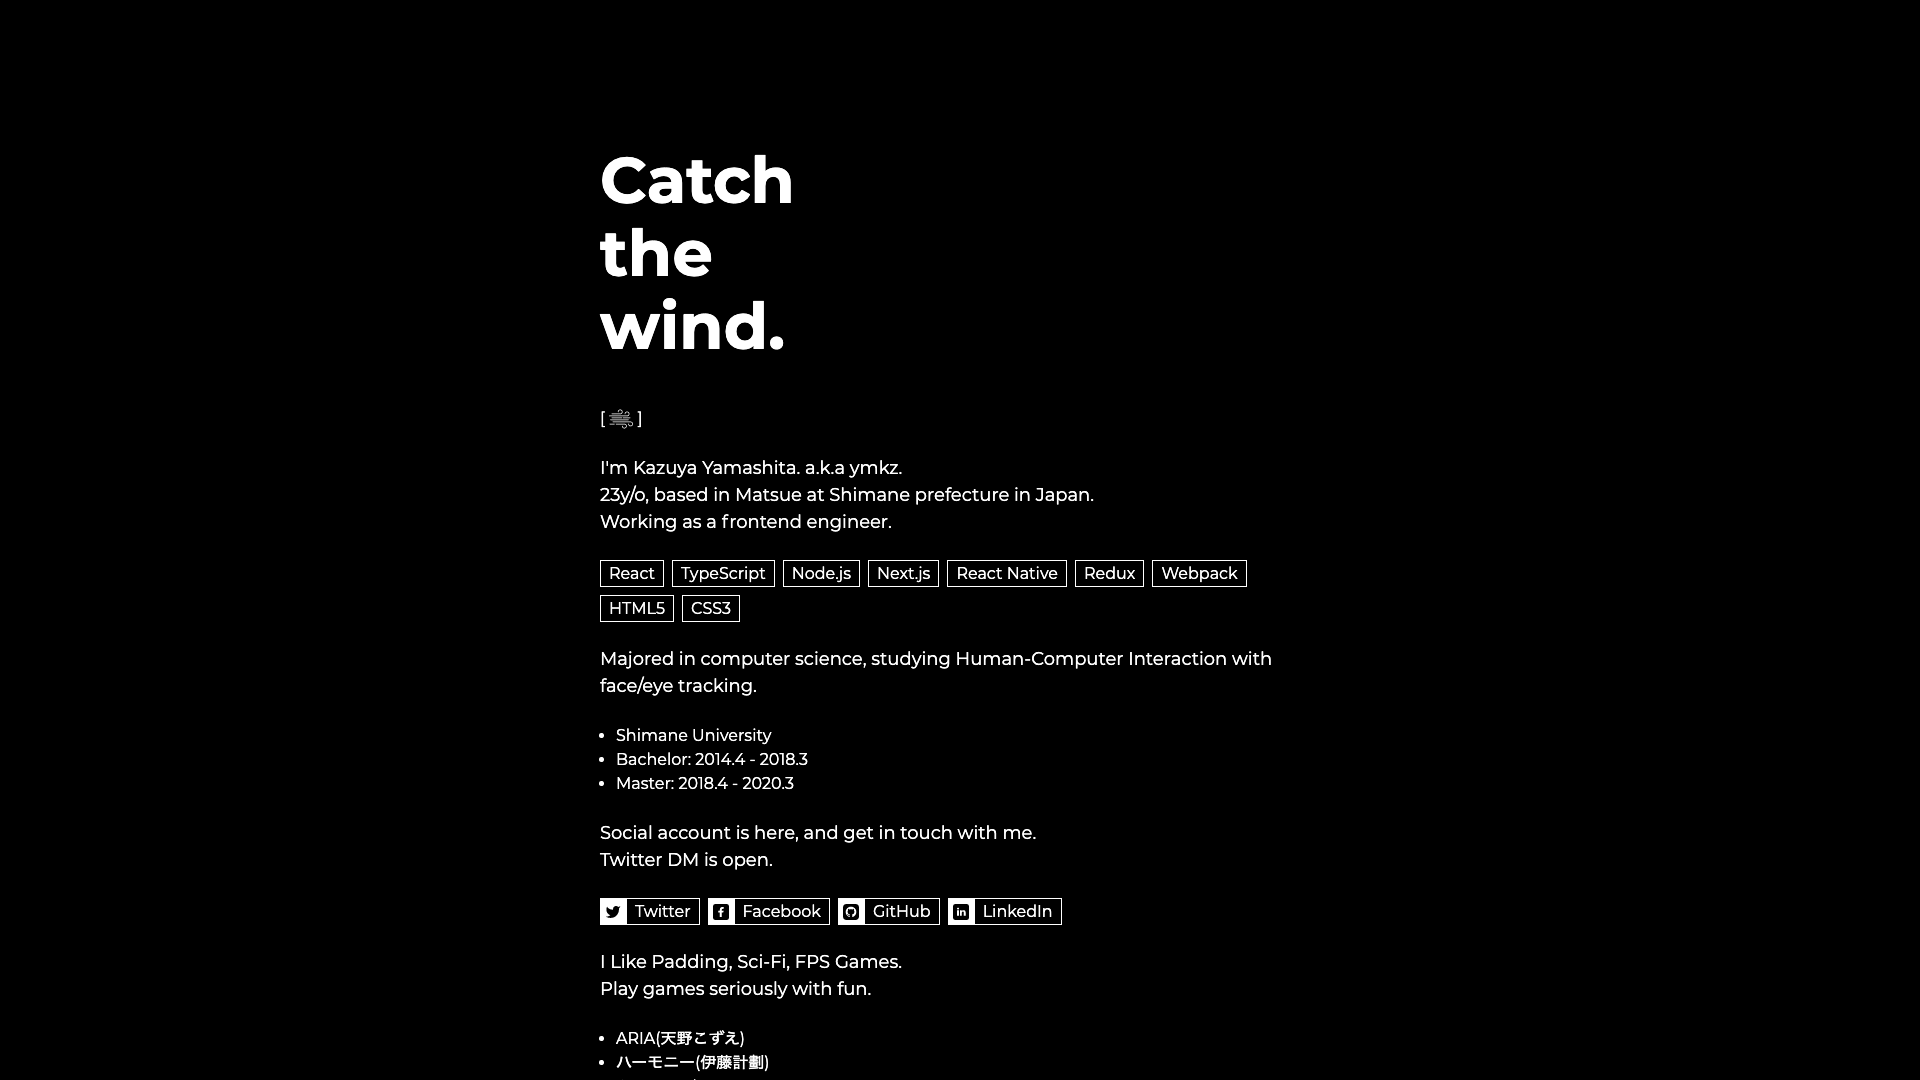 Catch
the
wind.
[ ]
I'm Kazuya Yamashita. a.k.a ymkz.
23y/o, based in Matsue at Shimane prefecture in Japan.
Working as a frontend engineer.
React TypeScript Node.js Next.js React Native Redux Webpack
HTML5 CSS3
Majored in computer science, studying Human-Computer Interaction with
face/eye tracking.
• Shimane University
• Bachelor: 2014.4 - 2018.3
• Master: 2018.4 - 2020.3
Social account is here, and get in touch with me.
Twitter DM is open.
Twitter Facebook GitHub LinkedIn
I Like Padding, Sci-Fi, FPS Games.
Play games seriously with fun.
• ARIA(天野こずえ)
• ハーモニー(伊藤計劃)